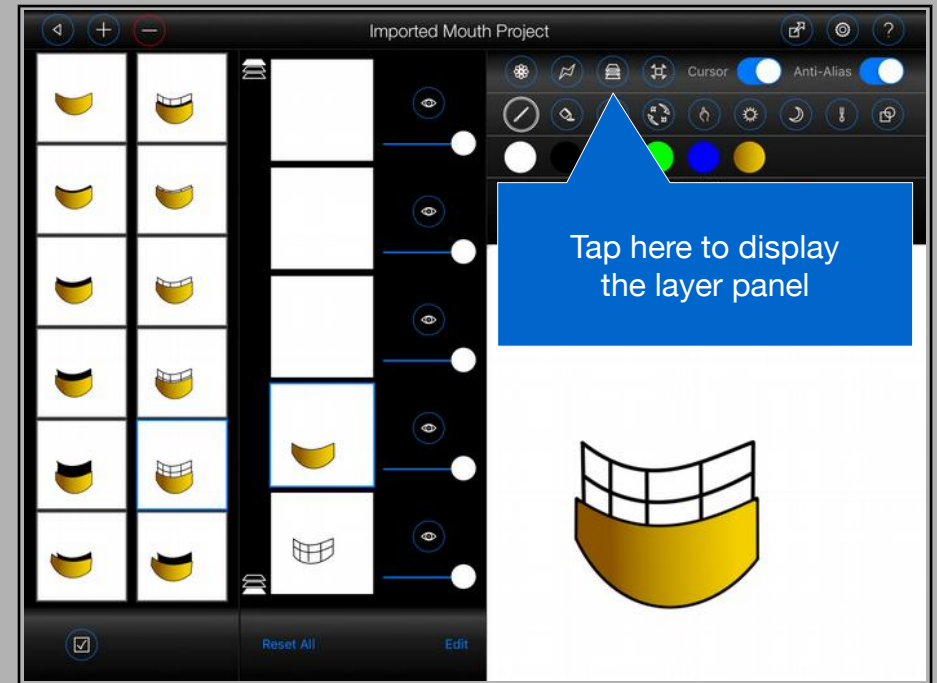 Imported Mouth Project
?
Cursor
Anti-Alias
Tap here to display
the layer panel
Reset All
Edit